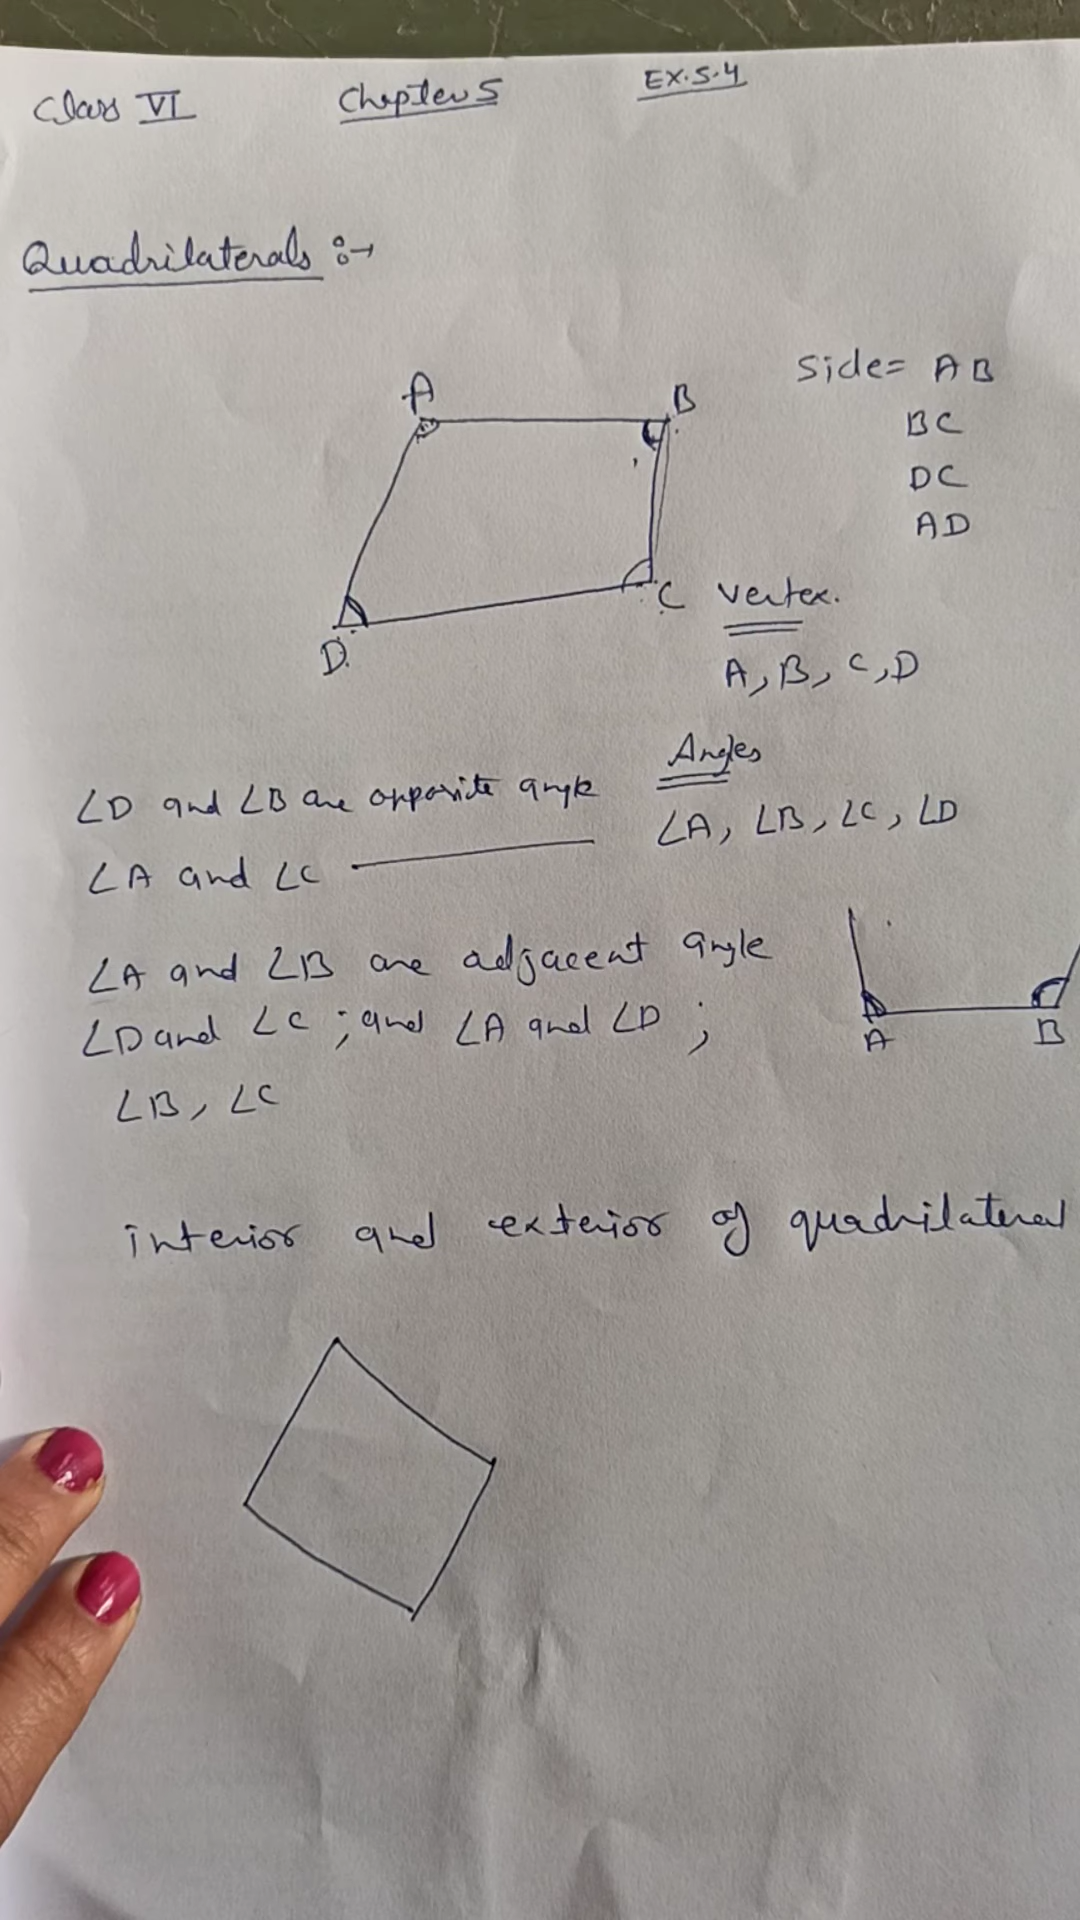 Class VI Chapter 5 EX.5.4
Quadrilaterals :→
A B
D. C
Side= AB
BC
DC
AD
Vertex.
A, B, C, D
Angles
∠A, ∠B, ∠C, ∠D
∠D and ∠B are opposite angle
∠A and ∠C ————
∠A and ∠B are adjacent angle
∠D and ∠C ; and ∠A and ∠D ;
∠B, ∠C
A B
interior and exterior of quadrilateral